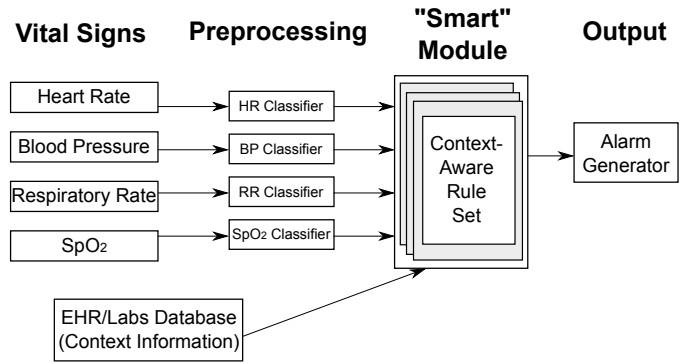 Vital Signs
Preprocessing
"Smart"
Module
Output
Heart Rate
HR Classifier
Blood Pressure
BP Classifier
Respiratory Rate
RR Classifier
SpO₂
SpO₂ Classifier
Context-
Aware
Rule
Set
Alarm
Generator
EHR/Labs Database
(Context Information)